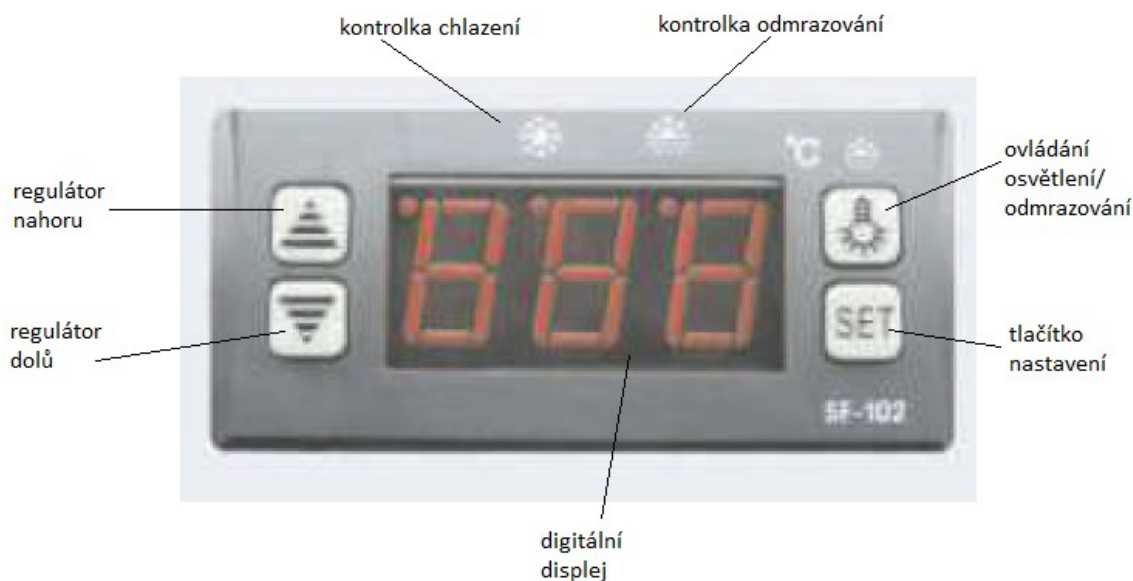 kontrolka chlazení
kontrolka odmrazování
°C
regulátor
nahoru
ovládání
osvětlení/
odmrazování
regulátor
dolů
SET
tlačítko
nastavení
SF-102
digitální
displej